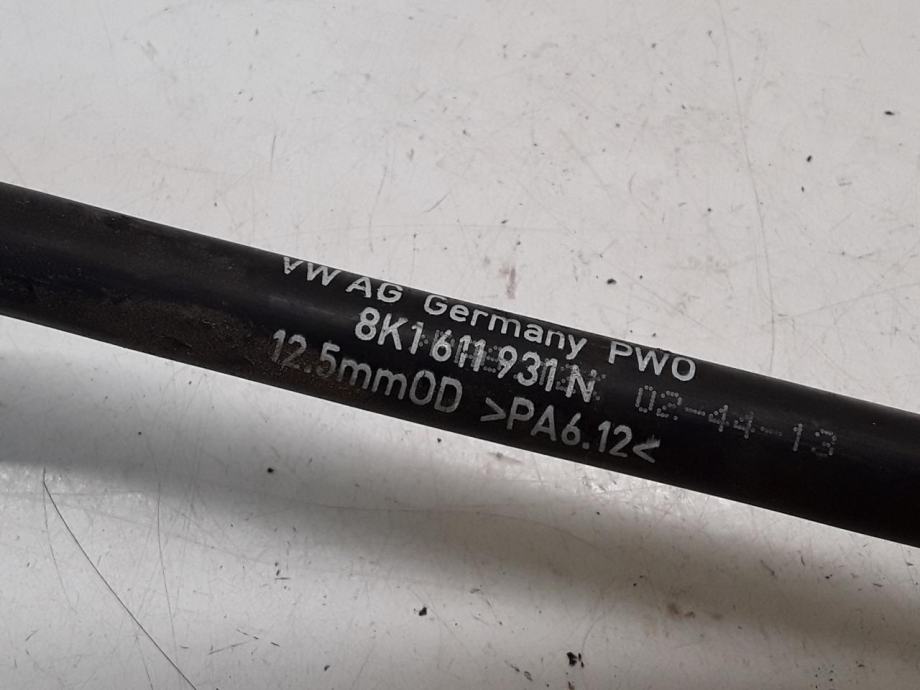 VW AG Germany PWO
8K1 611 931 N
02-44-13
12.5mmOD >PA6.12<